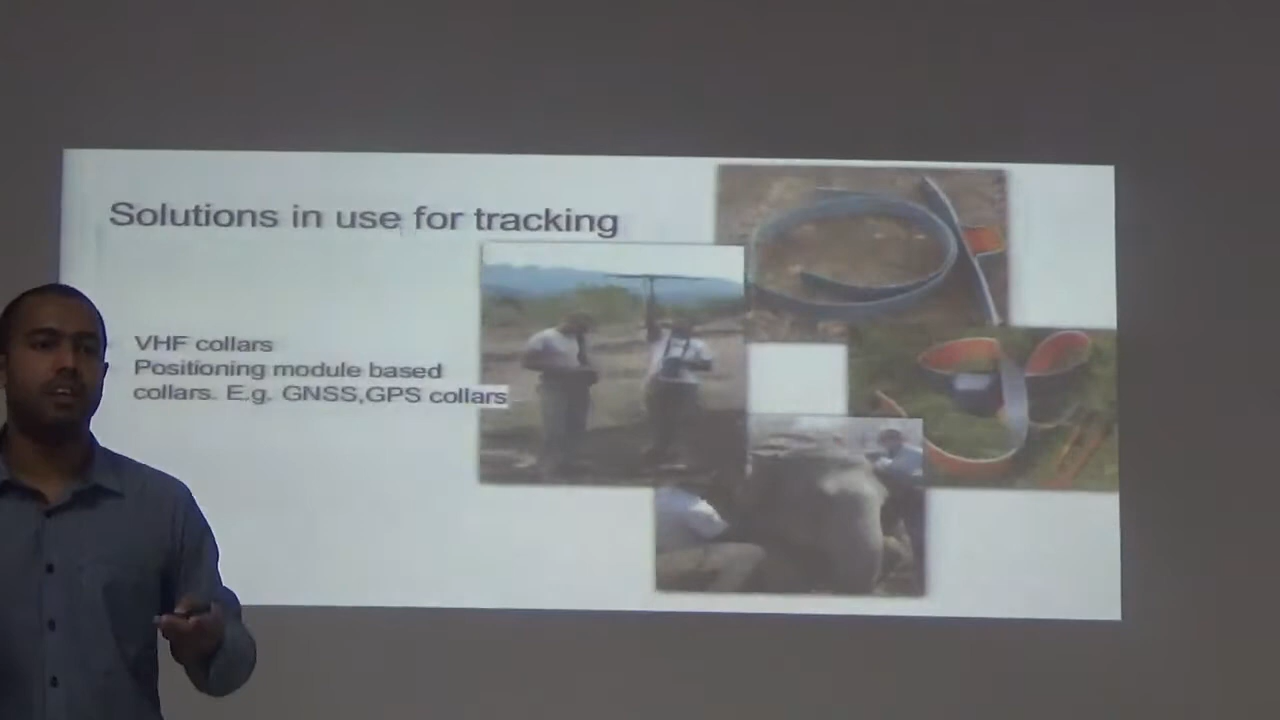 Solutions in use for tracking
VHF collars
Positioning module based
collars. E.g. GNSS,GPS collars